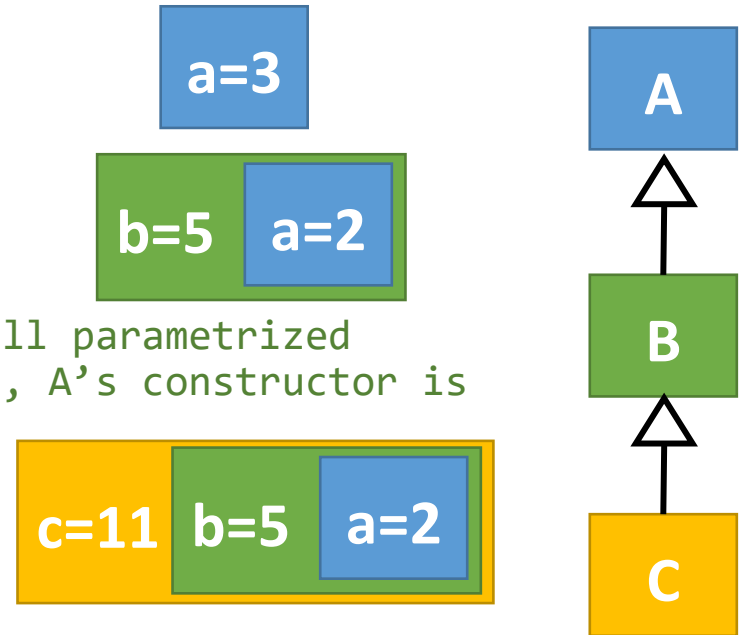 a=3
b=5 a=2
ll parametrized
, A’s constructor is
c=11 b=5 a=2
A
B
C